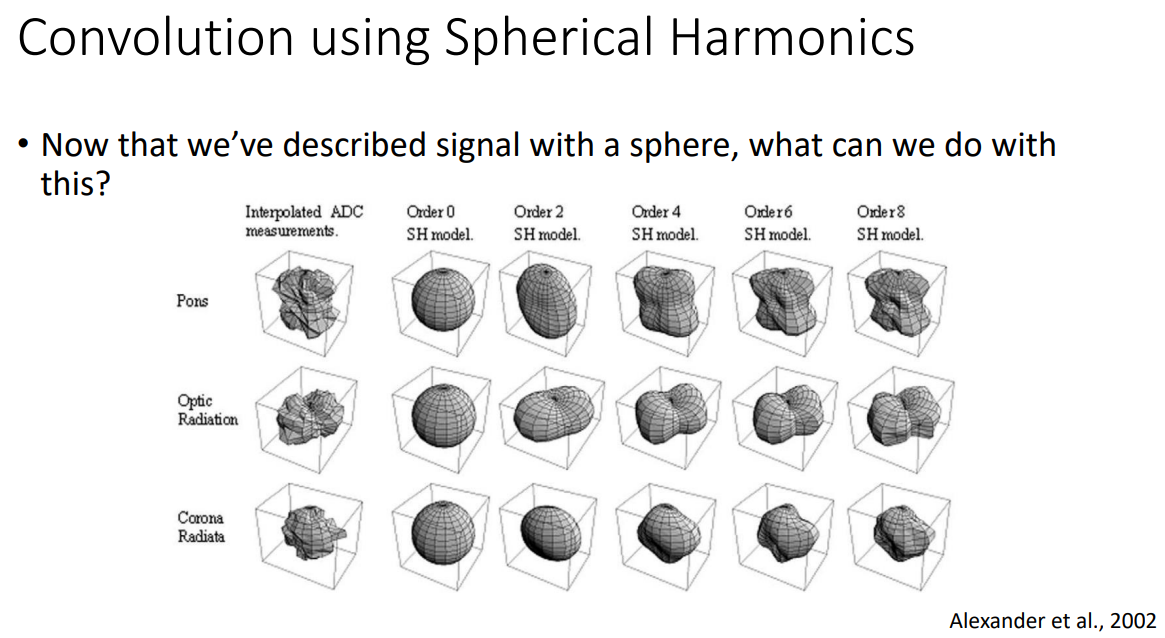 Convolution using Spherical Harmonics
• Now that we’ve described signal with a sphere, what can we do with
this?
Interpolated ADC measurements.
Order 0 SH model.
Order 2 SH model.
Order 4 SH model.
Order 6 SH model.
Order 8 SH model.
Pons
Optic
Radiation
Corona
Radiata
Alexander et al., 2002